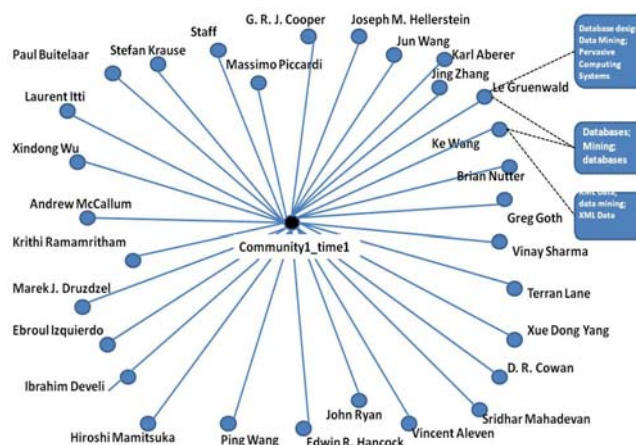 G. R. J. Cooper
Joseph M. Hellerstein
Staff
Jun Wang
Stefan Krause
Paul Buitelaar
Massimo Piccardi
Karl Aberer
Jing Zhang
Le Gruenwald
Database design
Data Mining;
Pervasive
Computing
Systems
Laurent Itti
Ke Wang
Databases;
Mining;
databases
Xindong Wu
Brian Nutter
XML Data,
data mining;
XML Data
Andrew McCallum
Greg Goth
Krithi Ramamritham
Community1_time1
Vinay Sharma
Marek J. Druzdzel
Terran Lane
Ebroul Izquierdo
Xue Dong Yang
Ibrahim Develi
D. R. Cowan
John Ryan
Sridhar Mahadevan
Hiroshi Mamitsuka
Ping Wang
Edwin R. Hancock
Vincent Aleven